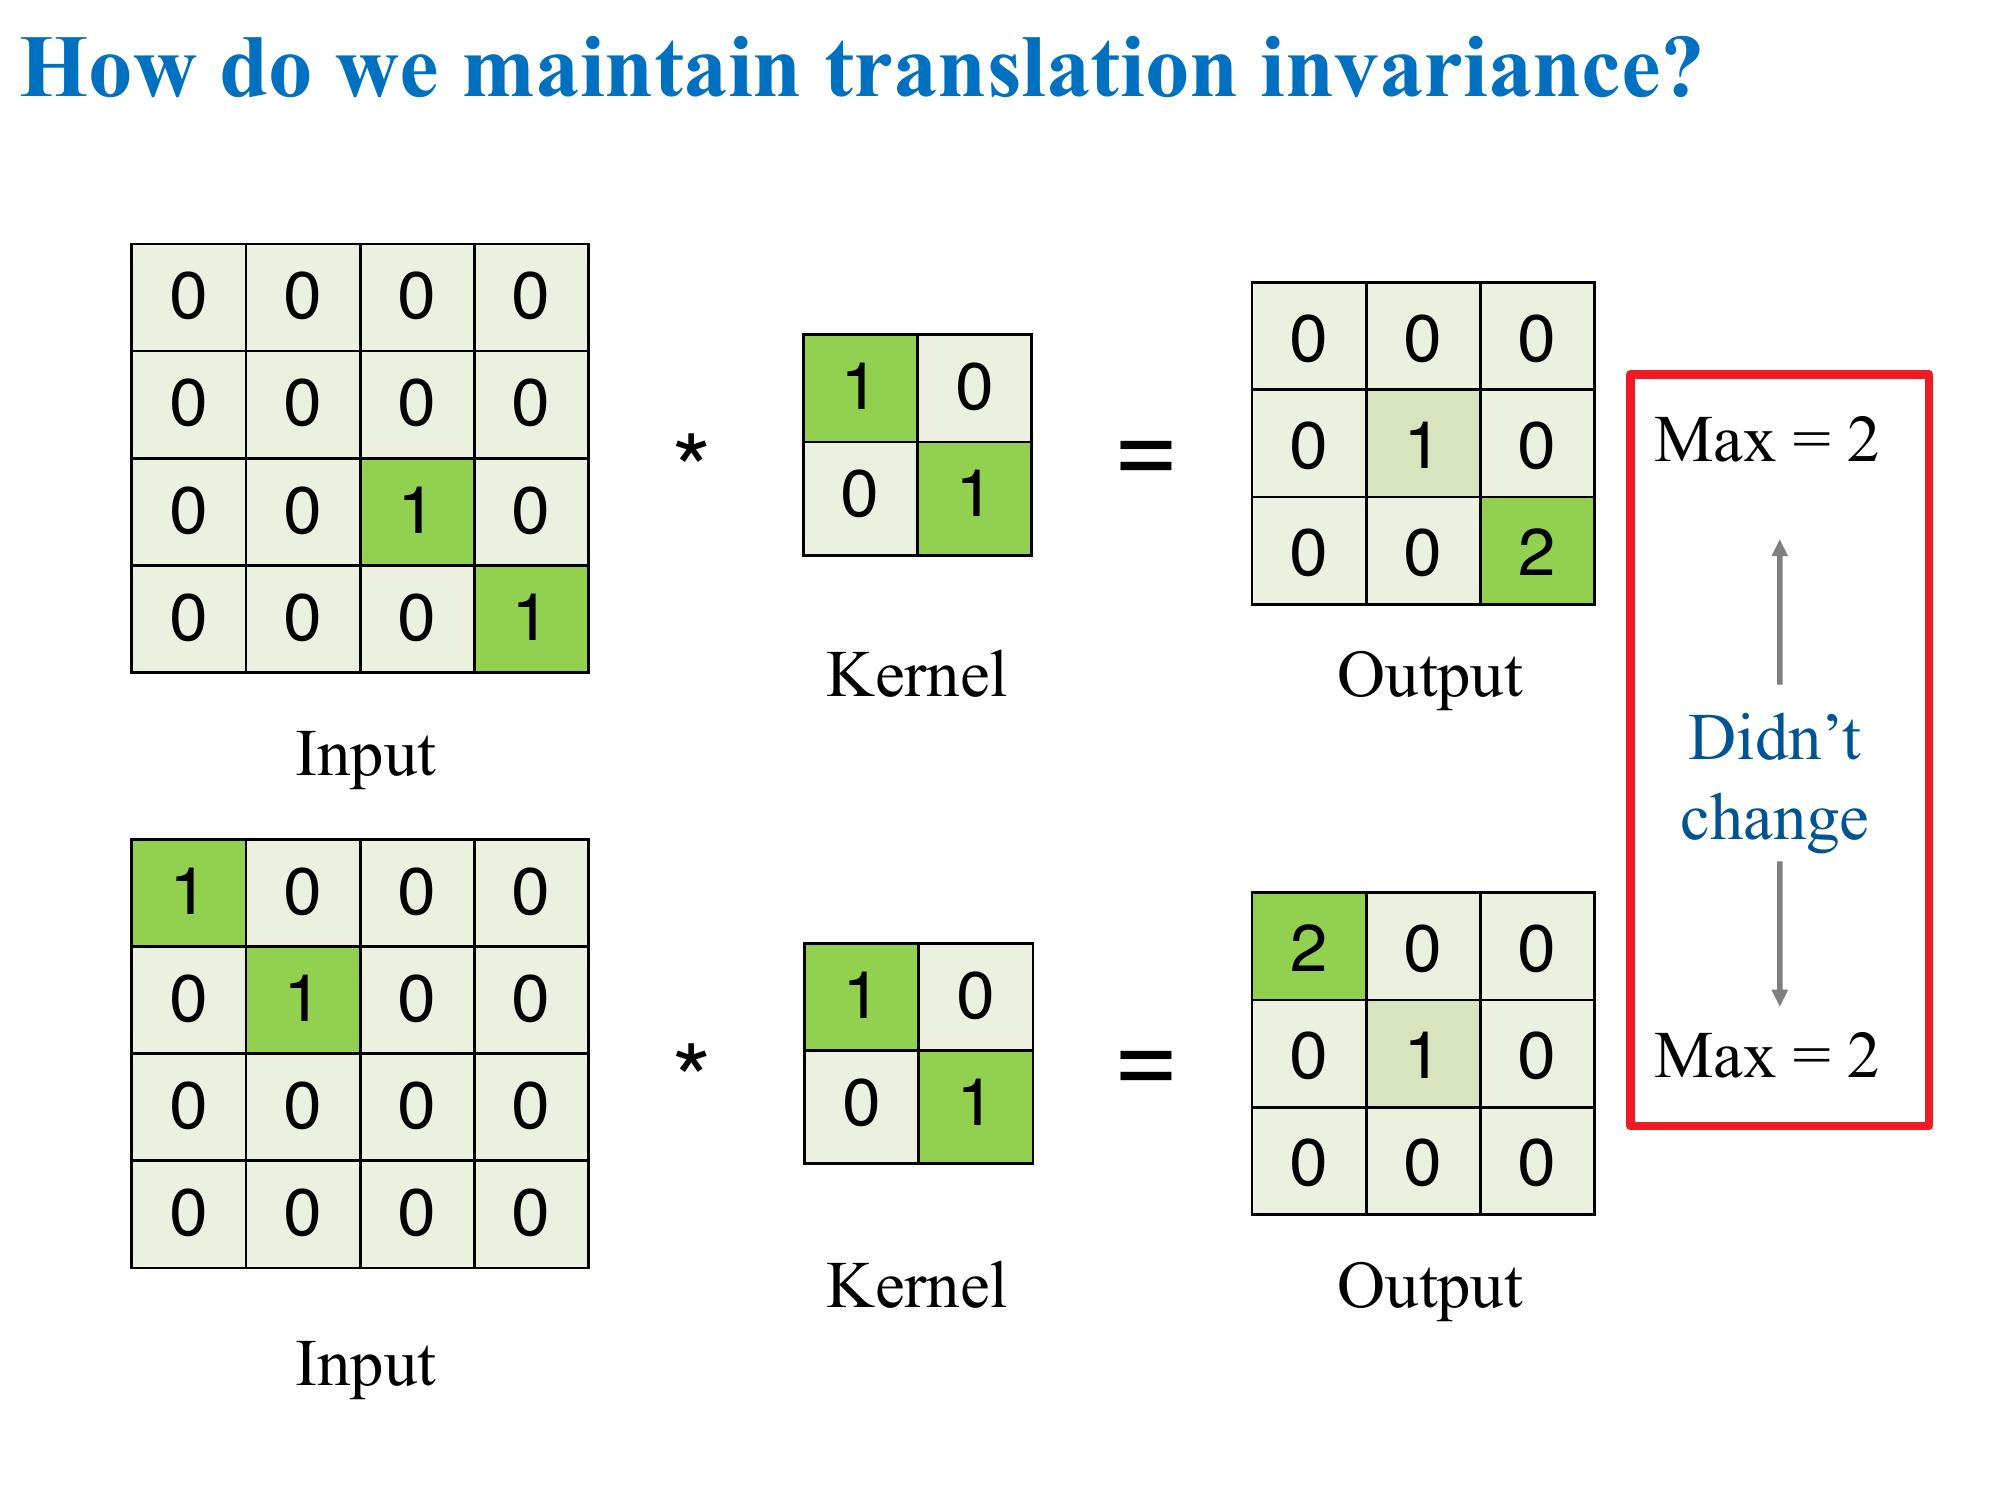 How do we maintain translation invariance?
0 0 0 0
0 0 0 0
0 0 1 0
0 0 0 1
Input
*
1 0
0 1
Kernel
=
0 0 0
0 1 0
0 0 2
Output
Max = 2
Didn’t
change
Max = 2
1 0 0 0
0 1 0 0
0 0 0 0
0 0 0 0
Input
*
1 0
0 1
Kernel
=
2 0 0
0 1 0
0 0 0
Output